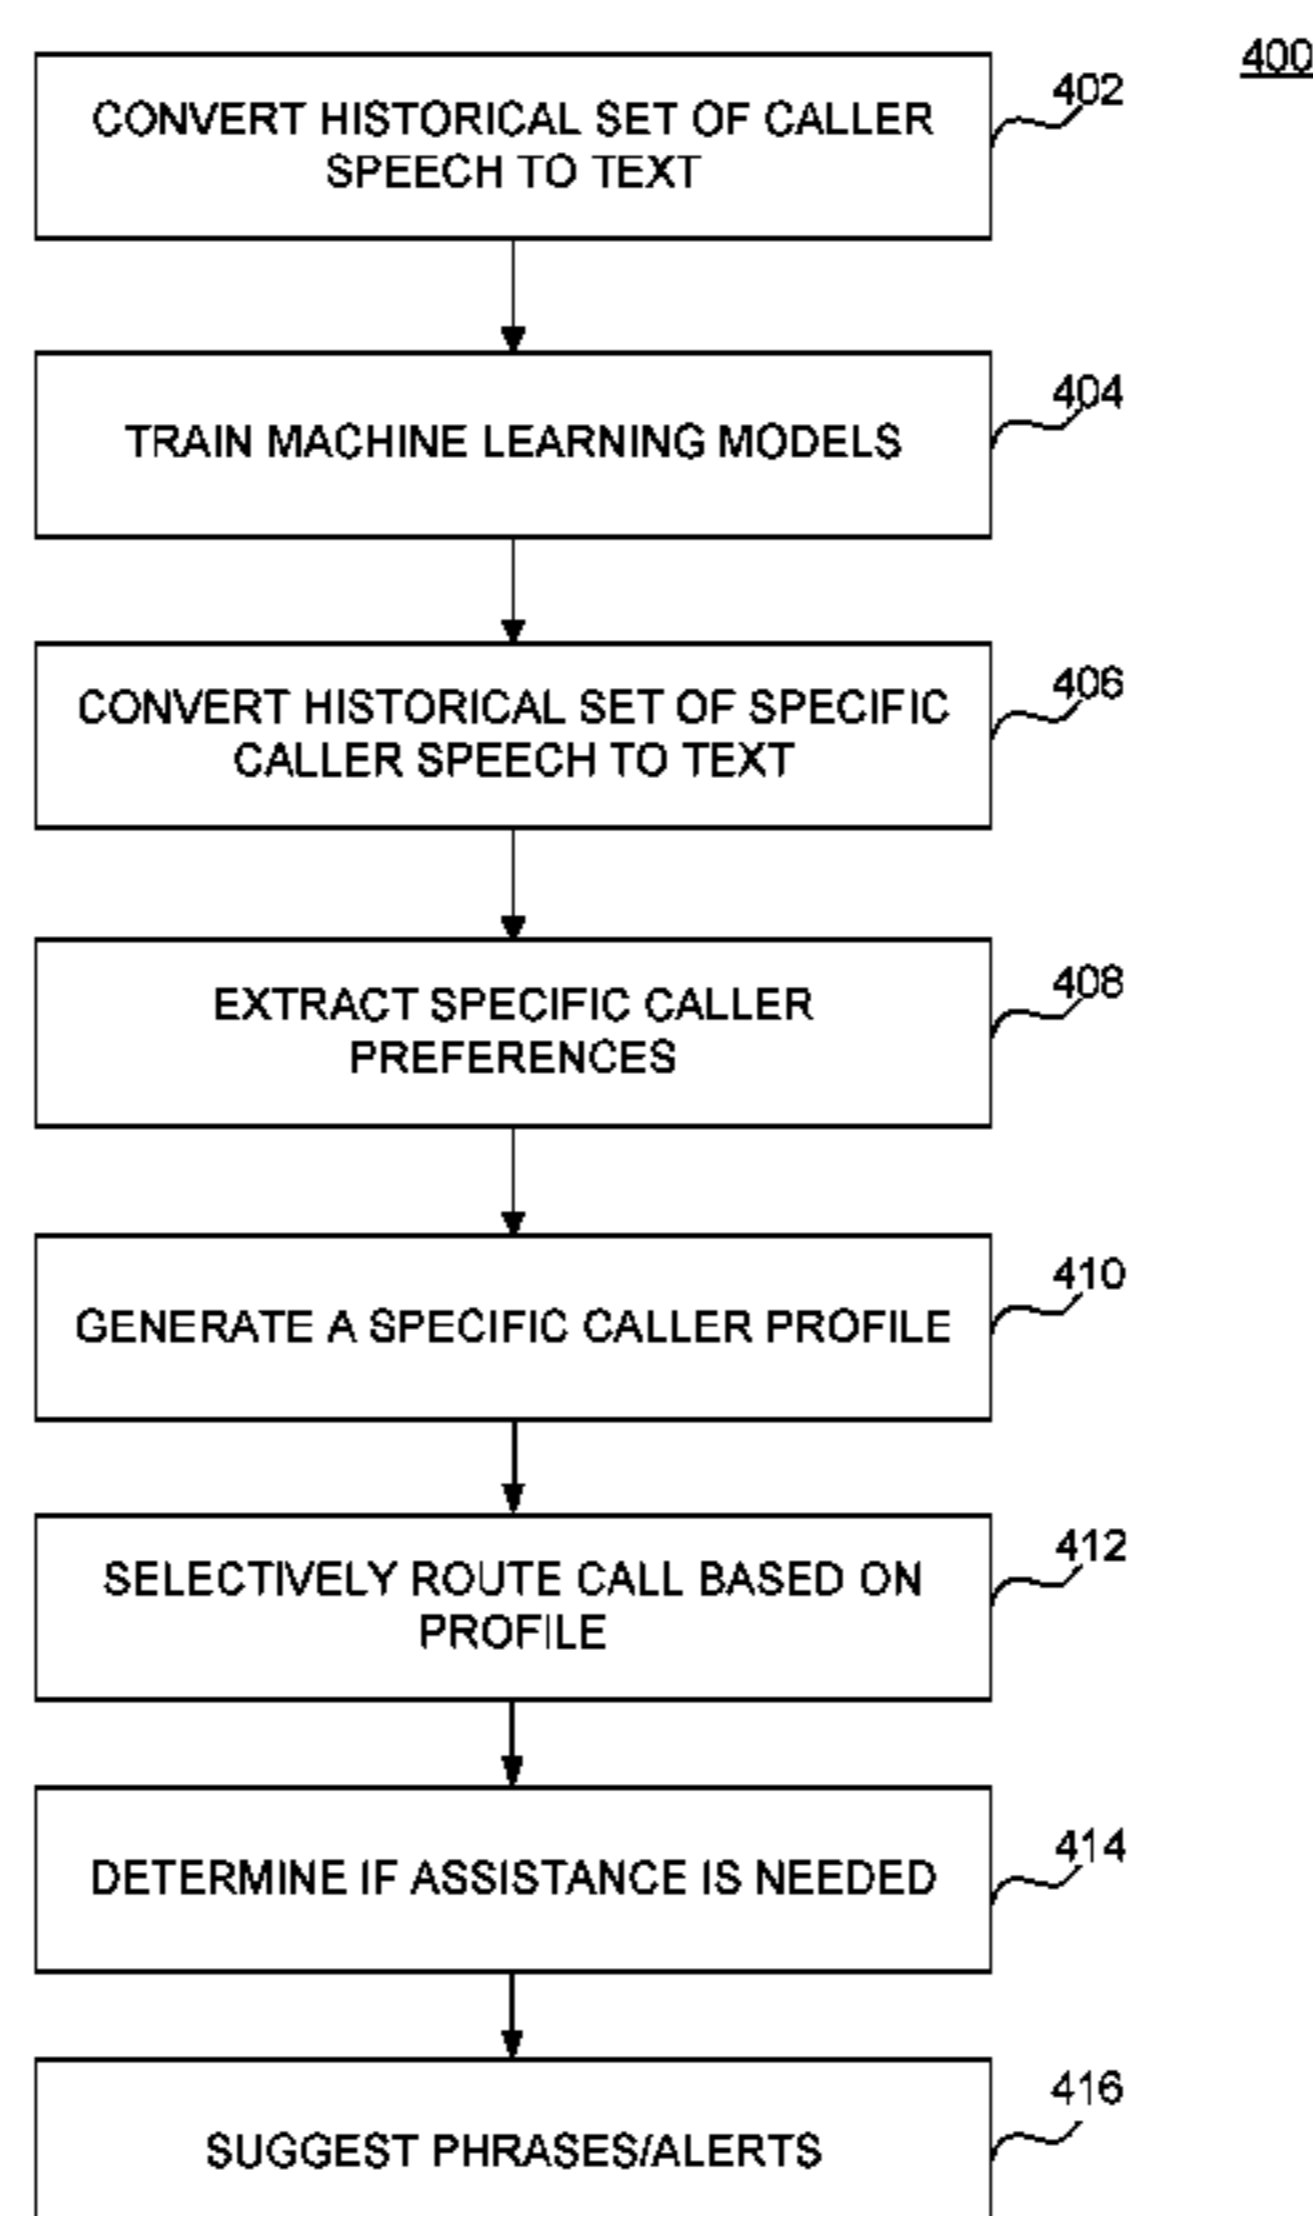 400
402
CONVERT HISTORICAL SET OF CALLER
SPEECH TO TEXT
404
TRAIN MACHINE LEARNING MODELS
406
CONVERT HISTORICAL SET OF SPECIFIC
CALLER SPEECH TO TEXT
408
EXTRACT SPECIFIC CALLER
PREFERENCES
410
GENERATE A SPECIFIC CALLER PROFILE
412
SELECTIVELY ROUTE CALL BASED ON
PROFILE
414
DETERMINE IF ASSISTANCE IS NEEDED
416
SUGGEST PHRASES/ALERTS